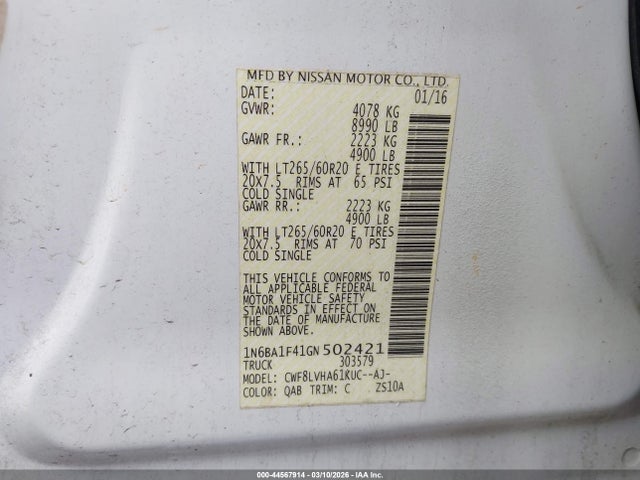 MFD BY NISSAN MOTOR CO., LTD.
DATE: 01/16
GVWR: 4078 KG
8990 LB
GAWR FR.: 2223 KG
4900 LB
WITH LT265/60R20 E TIRES
20X7.5 RIMS AT 65 PSI
COLD SINGLE
GAWR RR.: 2223 KG
4900 LB
WITH LT265/60R20 E TIRES
20X7.5 RIMS AT 70 PSI
COLD SINGLE
THIS VEHICLE CONFORMS TO
ALL APPLICABLE FEDERAL
MOTOR VEHICLE SAFETY
STANDARDS IN EFFECT ON
THE DATE OF MANUFACTURE
SHOWN ABOVE.
1N6BA1F41GN502421
TRUCK 303579
MODEL: CWF8LVHA61KUC--AJ-
COLOR: QAB TRIM: C ZS10A
000-44567914 | 03/10/2026 | IAA Inc.